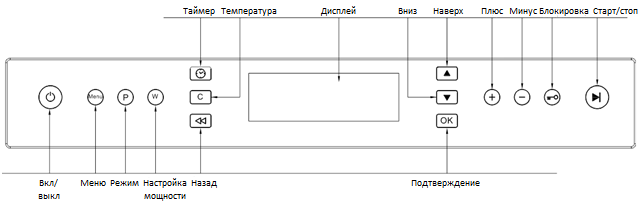 Таймер Температура Дисплей Вниз Наверх Плюс Минус Блокировка Старт/стоп
Menu P W C OK
Вкл/ Меню Режим Настройка Назад Подтверждение
выкл мощности